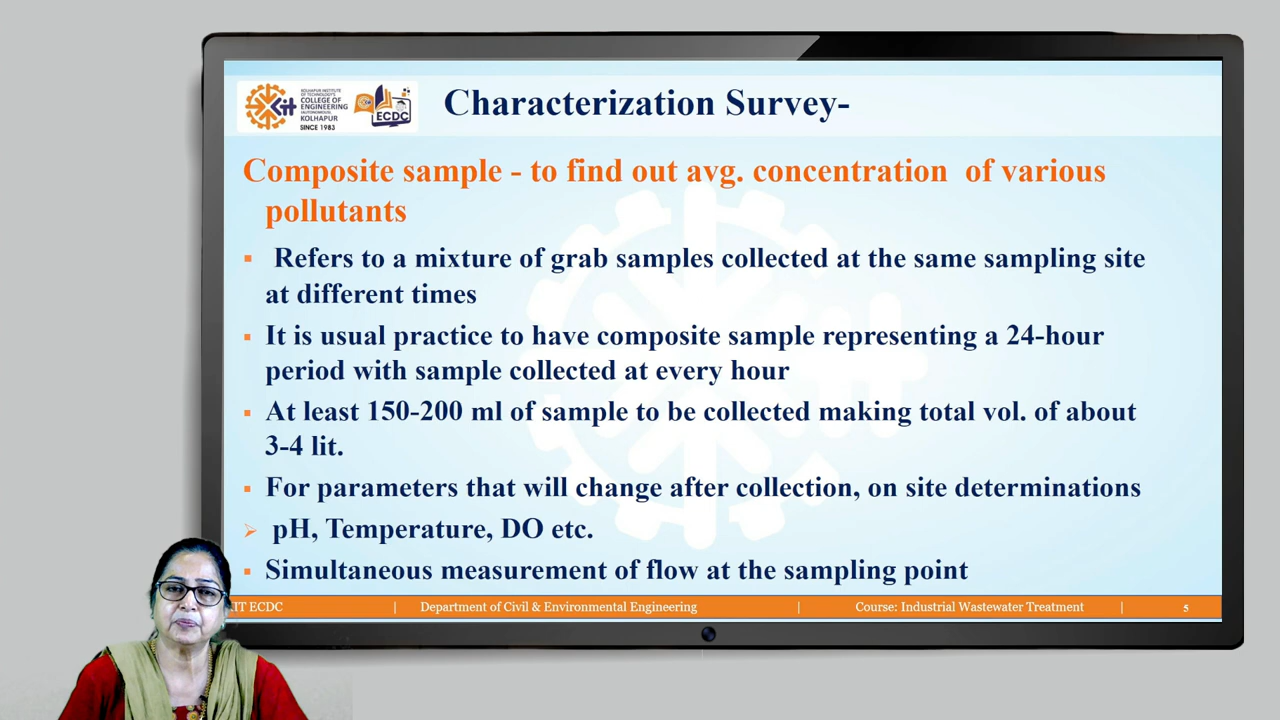 KOLHAPUR INSTITUTE
OF TECHNOLOGY'S
COLLEGE OF
ENGINEERING
(AUTONOMOUS),
KOLHAPUR
SINCE 1983
ECDC
Characterization Survey-
Composite sample - to find out avg. concentration of various
pollutants
Refers to a mixture of grab samples collected at the same sampling site
at different times
It is usual practice to have composite sample representing a 24-hour
period with sample collected at every hour
At least 150-200 ml of sample to be collected making total vol. of about
3-4 lit.
For parameters that will change after collection, on site determinations
pH, Temperature, DO etc.
Simultaneous measurement of flow at the sampling point
KIT ECDC | Department of Civil & Environmental Engineering | Course: Industrial Wastewater Treatment | 5